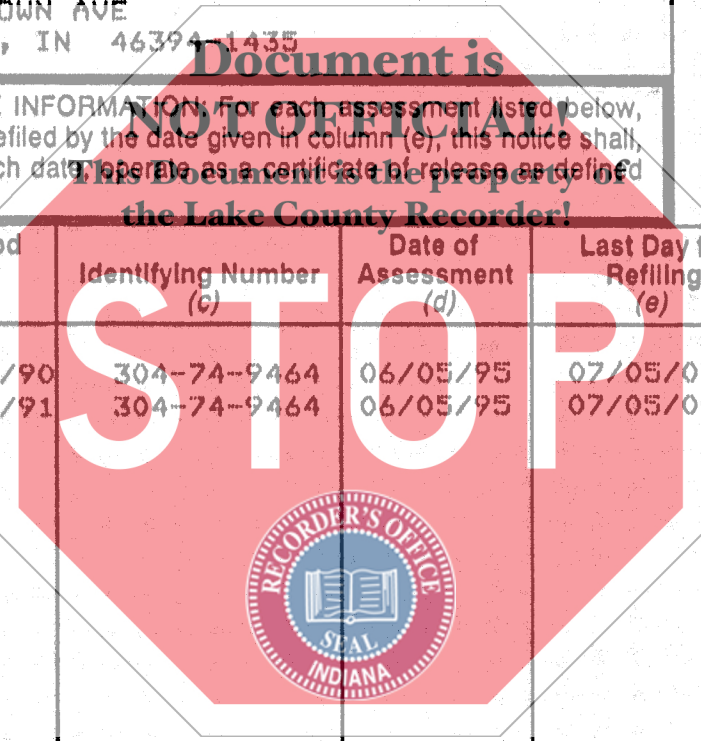 OWN AVE
, IN 46394-1435
Document is
INFORMATION: For each assessment listed below,
NOT OFFICIAL!
efiled by the date given in column (e), this notice shall,
ch date, operate as a certificate of release as defined
This Document is the property of
the Lake County Recorder!
od
Identifying Number
(c)
Date of
Assessment
(d)
Last Day f
Refiling
(e)
/90 304-74-9464 06/05/95 07/05/0
/91 304-74-9464 06/05/95 07/05/0
STOP
RECORDER'S OFFICE
SEAL
INDIANA